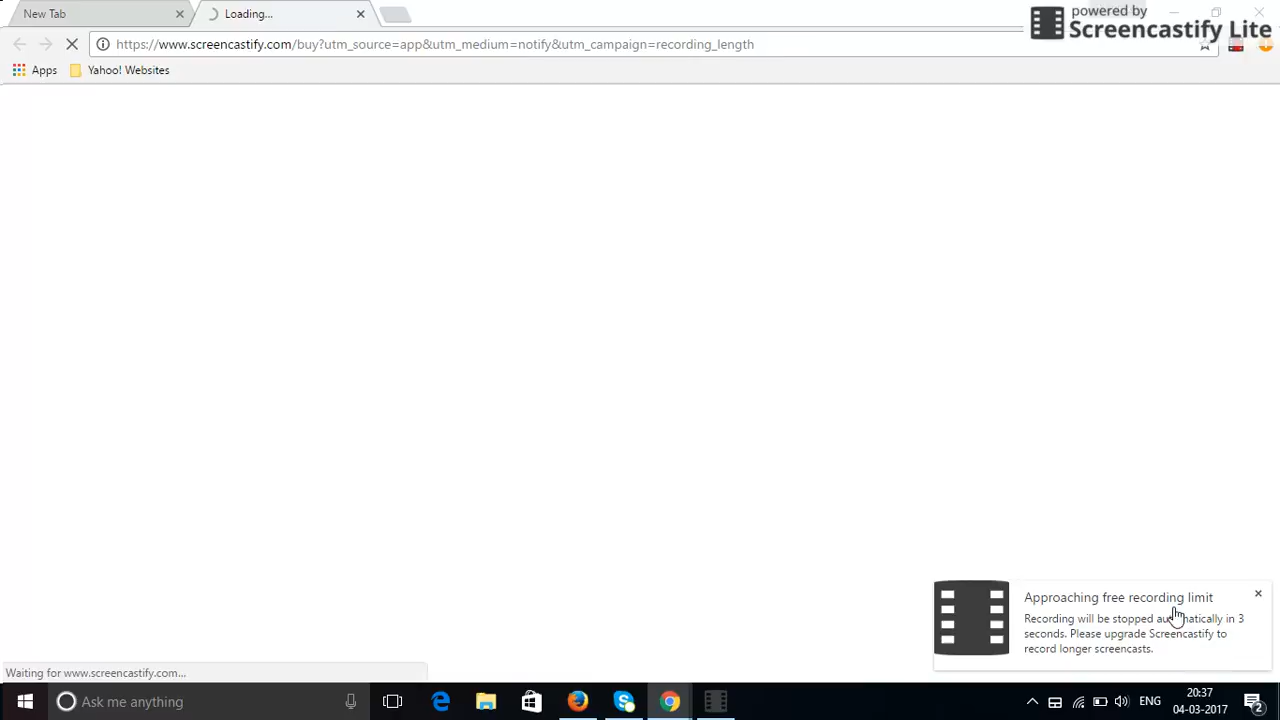 New Tab
Loading...
powered by
Screencastify Lite
https://www.screencastify.com/buy?utm_source=app&utm_medium=notify&utm_campaign=recording_length
Apps
Yahoo! Websites
Approaching free recording limit
Recording will be stopped automatically in 3
seconds. Please upgrade Screencastify to
record longer screencasts.
Waiting for www.screencastify.com...
Ask me anything
ENG
20:37
04-03-2017
2